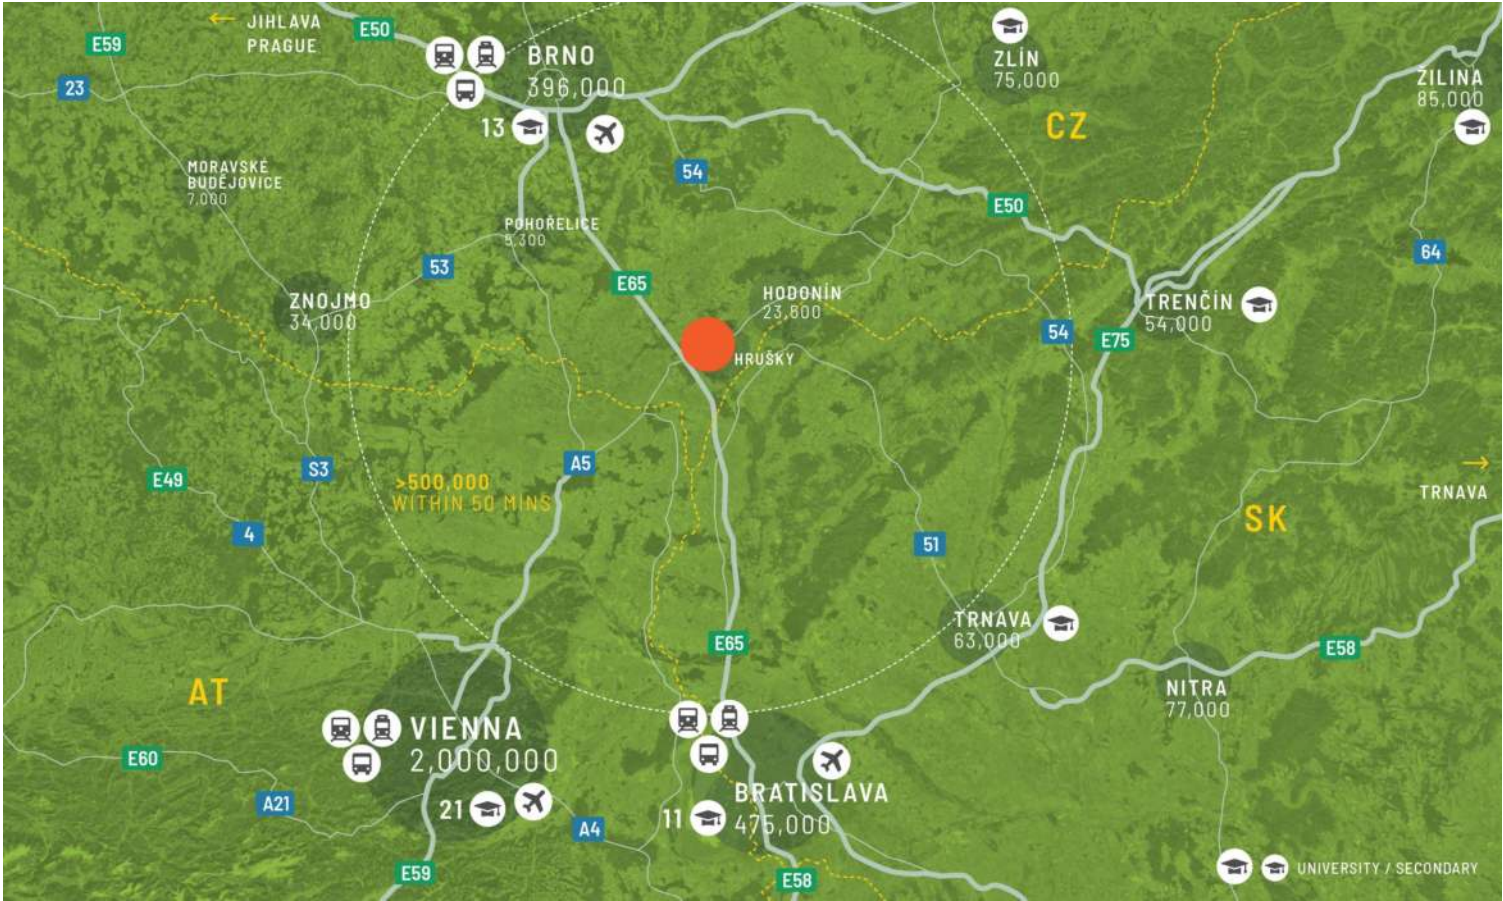 ← JIHLAVA
PRAGUE
E59
E50
23
BRNO
396,000
13
ZLÍN
75,000
ŽILINA
85,000
CZ
MORAVSKÉ
BUDĚJOVICE
7,000
54
E50
POHOŘELICE
5,300
53
E65
64
ZNOJMO
34,000
HODONÍN
23,600
TRENČÍN
54,000
54
E75
HRUŠKY
E49
S3
A5
>500,000
WITHIN 50 MINS
→
TRNAVA
SK
4
51
TRNAVA
63,000
E65
E58
AT
NITRA
77,000
VIENNA
2,000,000
E60
A21
21
BRATISLAVA
475,000
11
A4
E59
E58
UNIVERSITY / SECONDARY